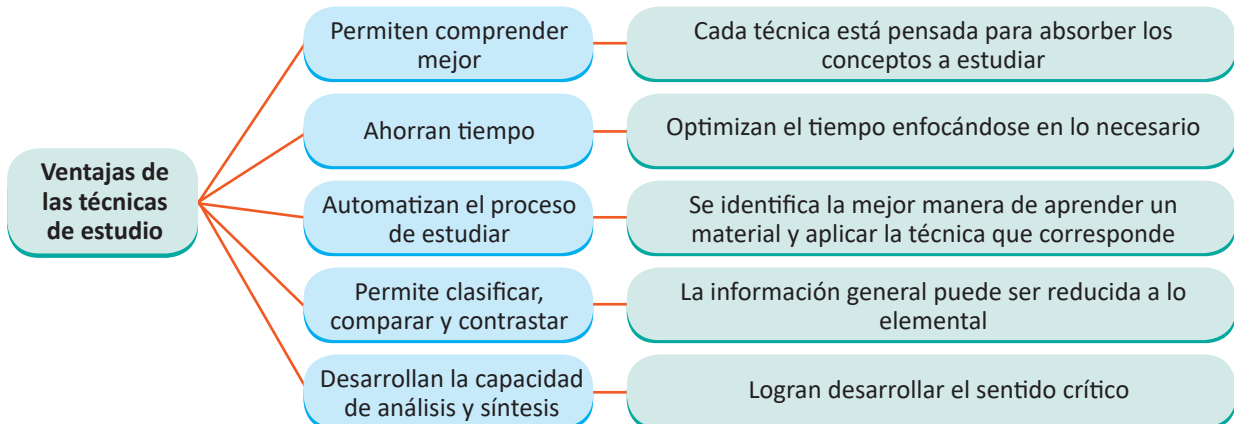 Ventajas de
las técnicas
de estudio
Permiten comprender
mejor
Cada técnica está pensada para absorber los
conceptos a estudiar
Ahorran tiempo
Optimizan el tiempo enfocándose en lo necesario
Automatizan el proceso
de estudiar
Se identifica la mejor manera de aprender un
material y aplicar la técnica que corresponde
Permite clasificar,
comparar y contrastar
La información general puede ser reducida a lo
elemental
Desarrollan la capacidad
de análisis y síntesis
Logran desarrollar el sentido crítico